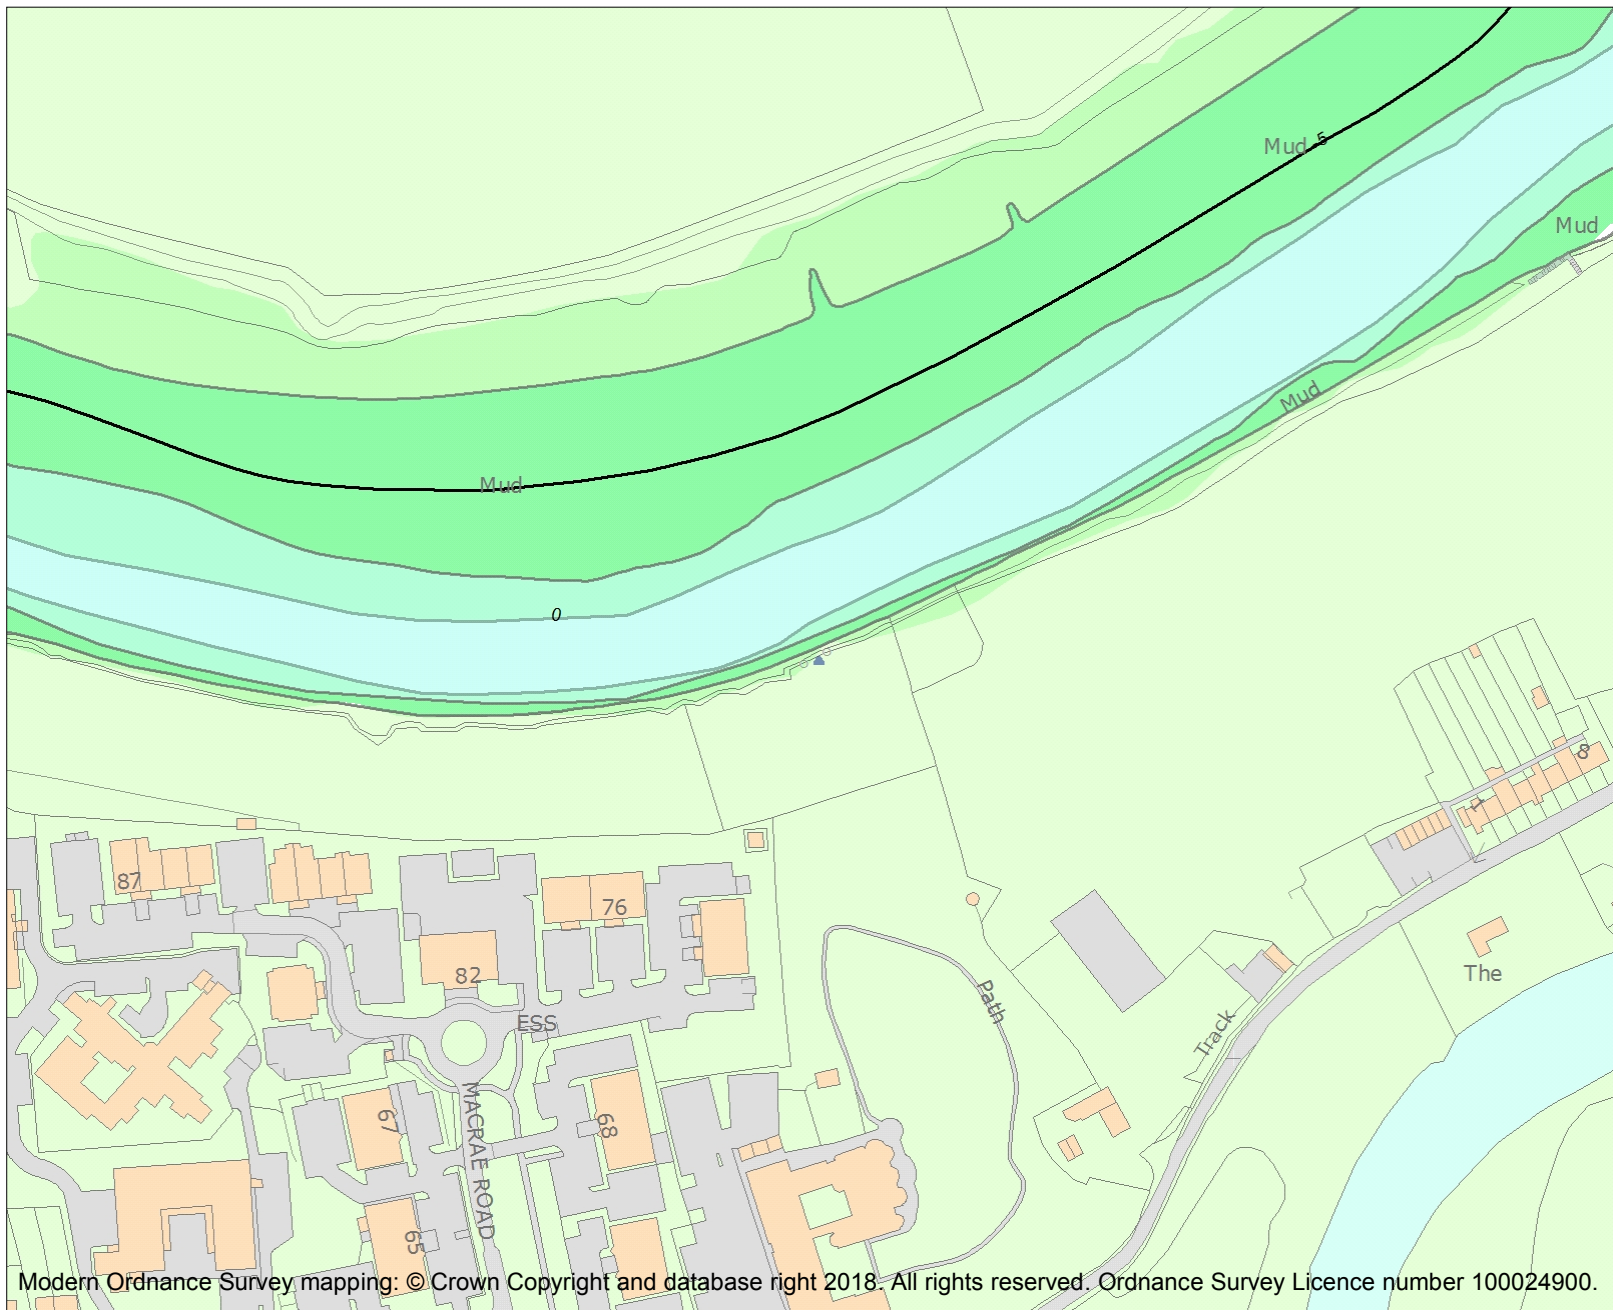 Mud 5
Mud
Mud
Mud
0
8
1
87
76
82
The
Path
ESS
Track
67
MACRAE ROAD
68
65
Modern Ordnance Survey mapping: © Crown Copyright and database right 2018. All rights reserved. Ordnance Survey Licence number 100024900.